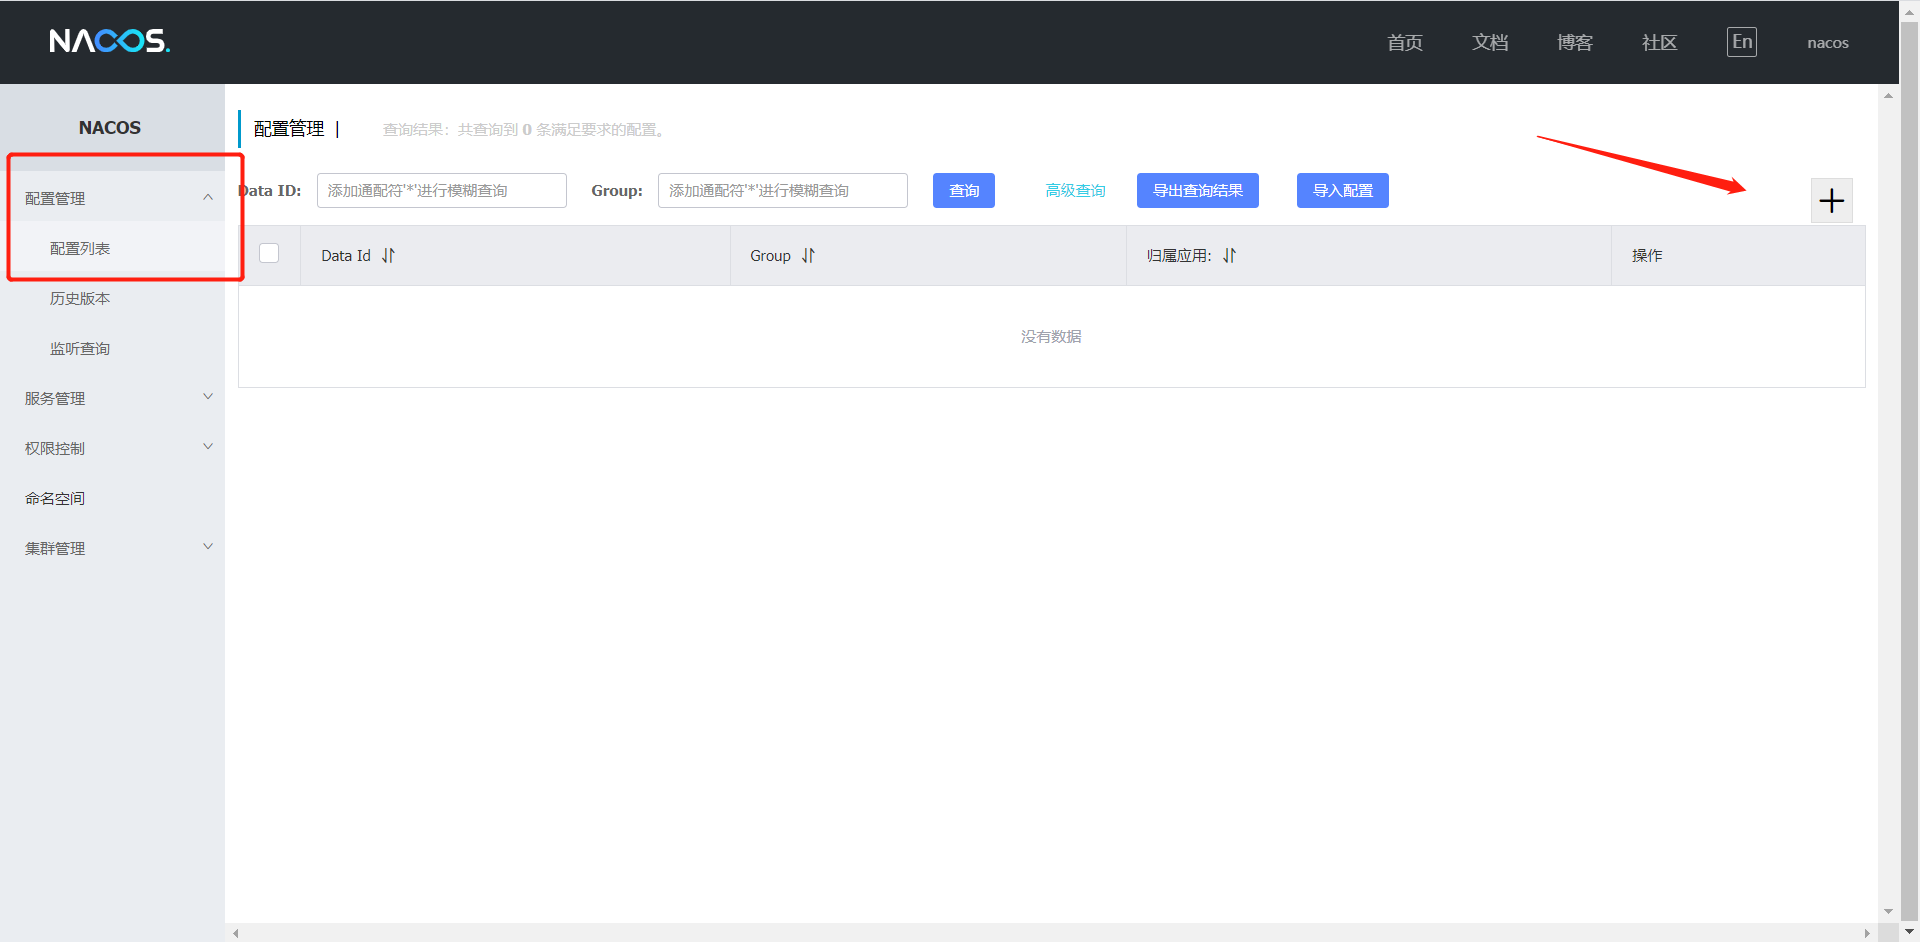 NACOS.
首页 文档 博客 社区 En nacos
NACOS
配置管理
配置列表
历史版本
监听查询
服务管理
权限控制
命名空间
集群管理
配置管理 | 查询结果：共查询到 0 条满足要求的配置。
Data ID: 添加通配符'*'进行模糊查询 Group: 添加通配符'*'进行模糊查询 查询 高级查询 导出查询结果 导入配置
Data Id Group 归属应用: 操作
没有数据